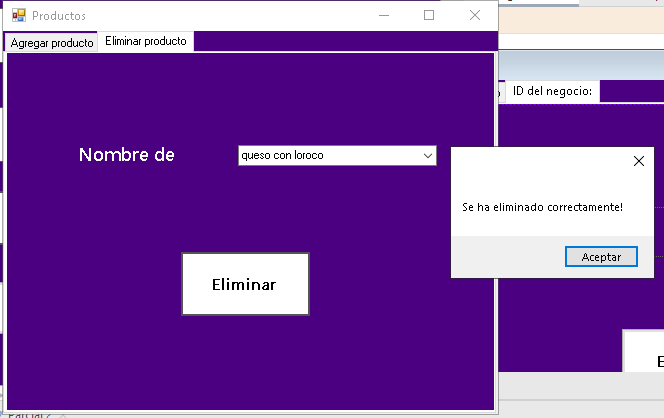 Productos
Agregar producto
Eliminar producto
ID del negocio:
Nombre de
queso con loroco
Se ha eliminado correctamente!
Aceptar
Eliminar
E